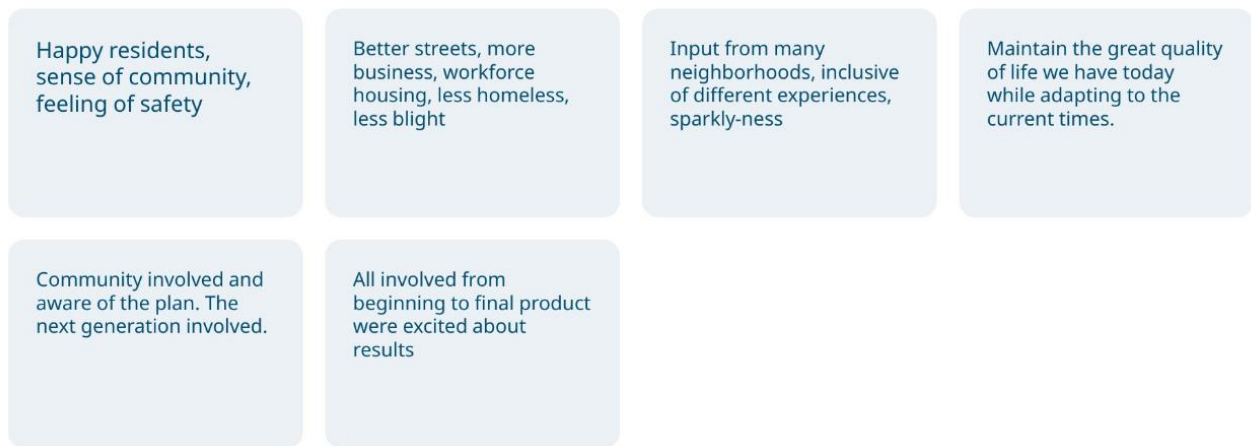 Happy residents,
sense of community,
feeling of safety
Better streets, more
business, workforce
housing, less homeless,
less blight
Input from many
neighborhoods, inclusive
of different experiences,
sparkly-ness
Maintain the great quality
of life we have today
while adapting to the
current times.
Community involved and
aware of the plan. The
next generation involved.
All involved from
beginning to final product
were excited about
results